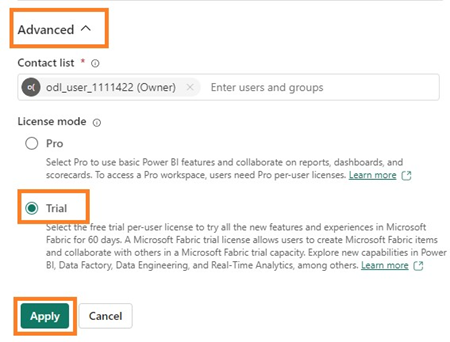 Advanced
Contact list *
o( odl_user_1111422 (Owner) Enter users and groups
License mode
Pro
Select Pro to use basic Power BI features and collaborate on reports, dashboards, and
scorecards. To access a Pro workspace, users need Pro per-user licenses. Learn more
Trial
Select the free trial per-user license to try all the new features and experiences in Microsoft
Fabric for 60 days. A Microsoft Fabric trial license allows users to create Microsoft Fabric items
and collaborate with others in a Microsoft Fabric trial capacity. Explore new capabilities in Power
BI, Data Factory, Data Engineering, and Real-Time Analytics, among others. Learn more
Apply Cancel